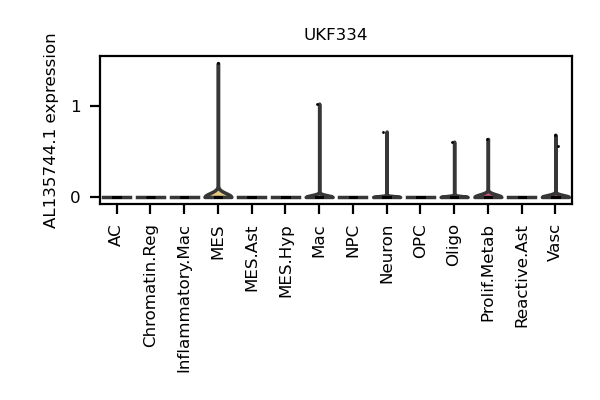 UKF334
AL135744.1 expression
1
0
AC
Chromatin.Reg
Inflammatory.Mac
MES
MES.Ast
MES.Hyp
Mac
NPC
Neuron
OPC
Oligo
Prolif.Metab
Reactive.Ast
Vasc